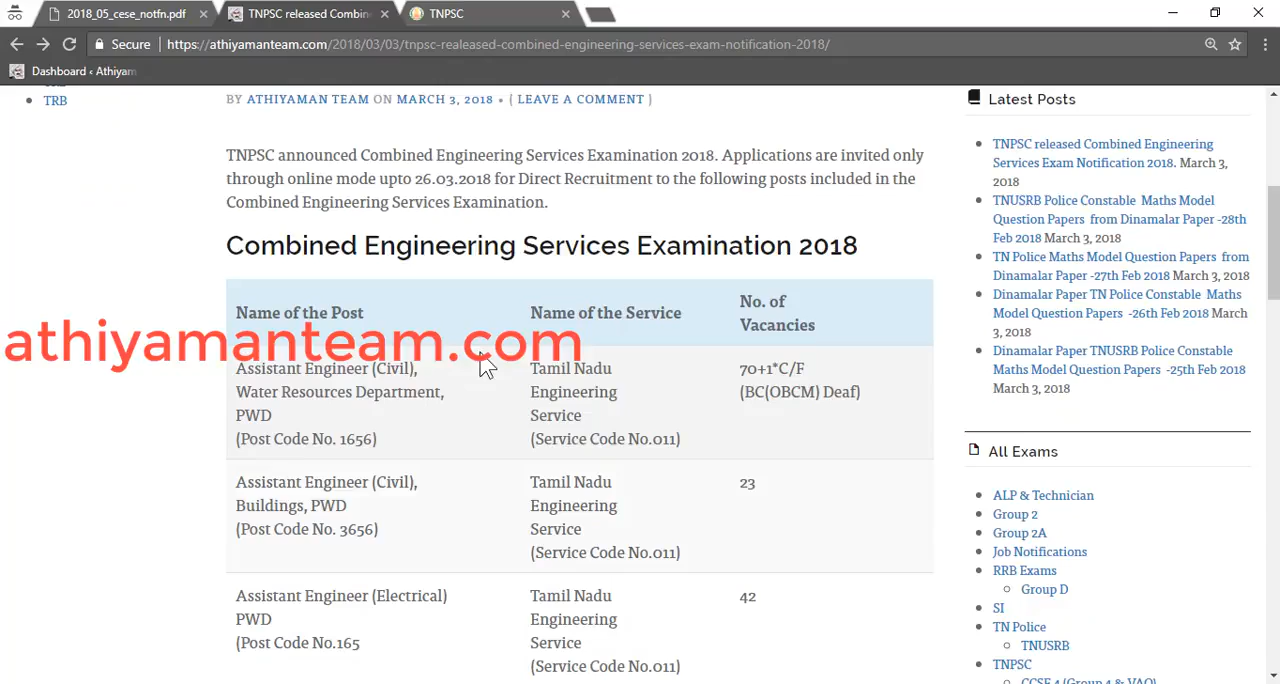 2018_05_cese_notfn.pdf
TNPSC released Combin
TNPSC
Secure
https://athiyamanteam.com/2018/03/03/tnpsc-realeased-combined-engineering-services-exam-notification-2018/
Dashboard ‹ Athiyam
TRB
BY ATHIYAMAN TEAM ON MARCH 3, 2018 • ( LEAVE A COMMENT )
TNPSC announced Combined Engineering Services Examination 2018. Applications are invited only
through online mode upto 26.03.2018 for Direct Recruitment to the following posts included in the
Combined Engineering Services Examination.
Combined Engineering Services Examination 2018
Name of the Post
Name of the Service
No. of
Vacancies
athiyamanteam.com
Assistant Engineer (Civil),
Water Resources Department,
PWD
(Post Code No. 1656)
Tamil Nadu
Engineering
Service
(Service Code No.011)
70+1*C/F
(BC(OBCM) Deaf)
Assistant Engineer (Civil),
Buildings, PWD
(Post Code No. 3656)
Tamil Nadu
Engineering
Service
(Service Code No.011)
23
Assistant Engineer (Electrical)
PWD
(Post Code No.165
Tamil Nadu
Engineering
Service
(Service Code No.011)
42
Latest Posts
TNPSC released Combined Engineering
Services Exam Notification 2018. March 3,
2018
TNUSRB Police Constable Maths Model
Question Papers from Dinamalar Paper -28th
Feb 2018 March 3, 2018
TN Police Maths Model Question Papers from
Dinamalar Paper -27th Feb 2018 March 3, 2018
Dinamalar Paper TN Police Constable Maths
Model Question Papers -26th Feb 2018 March
3, 2018
Dinamalar Paper TNUSRB Police Constable
Maths Model Question Papers -25th Feb 2018
March 3, 2018
All Exams
ALP & Technician
Group 2
Group 2A
Job Notifications
RRB Exams
Group D
SI
TN Police
TNUSRB
TNPSC
CCSE 4 (Group 4 & VAO)